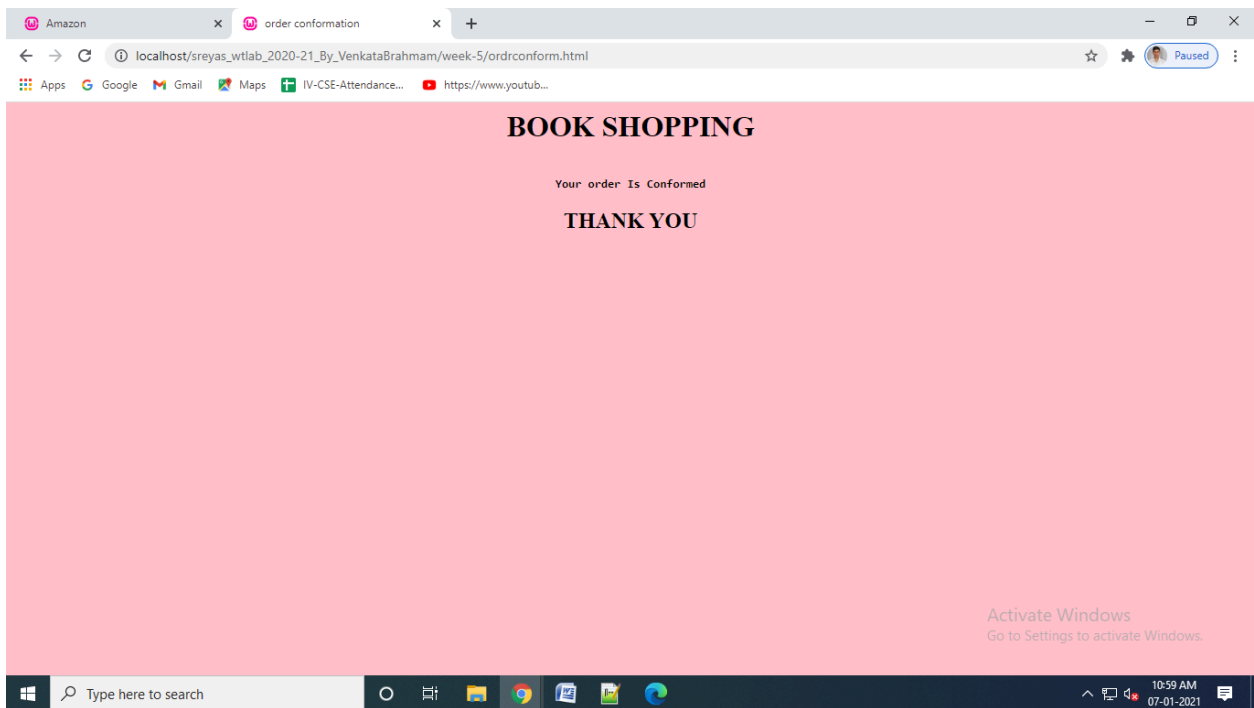 Amazon
order conformation
localhost/sreyas_wtlab_2020-21_By_VenkataBrahmam/week-5/ordrconform.html
Paused
Apps
Google
Gmail
Maps
IV-CSE-Attendance...
https://www.youtub...
BOOK SHOPPING
Your order Is Conformed
THANK YOU
Activate Windows
Go to Settings to activate Windows.
Type here to search
10:59 AM
07-01-2021